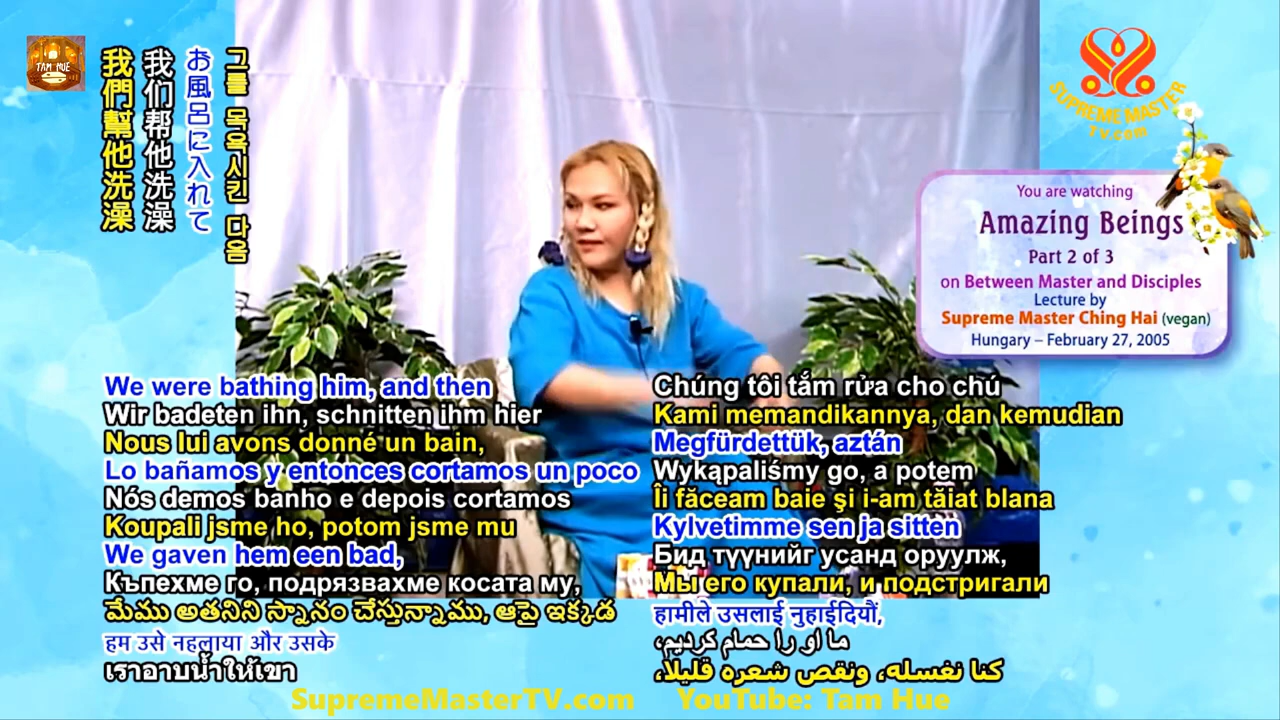 TAM HUE
我們幫他洗澡
我们帮他洗澡
お風呂に入れて
그를 목욕시킨 다음
SUPREME MASTER
TV.com
You are watching
Amazing Beings
Part 2 of 3
on Between Master and Disciples
Lecture by
Supreme Master Ching Hai (vegan)
Hungary – February 27, 2005
We were bathing him, and then
Wir badeten ihn, schnitten ihm hier
Nous lui avons donné un bain,
Lo bañamos y entonces cortamos un poco
Nós demos banho e depois cortamos
Koupali jsme ho, potom jsme mu
We gaven hem een bad,
Къпехме го, подрязвахме косата му,
మేము అతనిని స్నానం చేస్తున్నాము, ఆపై ఇక్కడ
हम उसे नहलाया और उसके
เราอาบน้ำให้เขา
Chúng tôi tắm rửa cho chú
Kami memandikannya, dan kemudian
Megfürdettük, aztán
Wykąpaliśmy go, a potem
Îi făceam baie şi i-am tăiat blana
Kylvetimme sen ja sitten
Бид түүнийг усанд оруулж,
Мы его купали, и подстригали
हामीले उसलाई नुहाईदियौं,
ما او را حمام کردیم،
كنا نغسله، ونقص شعره قليلا،
SupremeMasterTV.com YouTube: Tam Hue